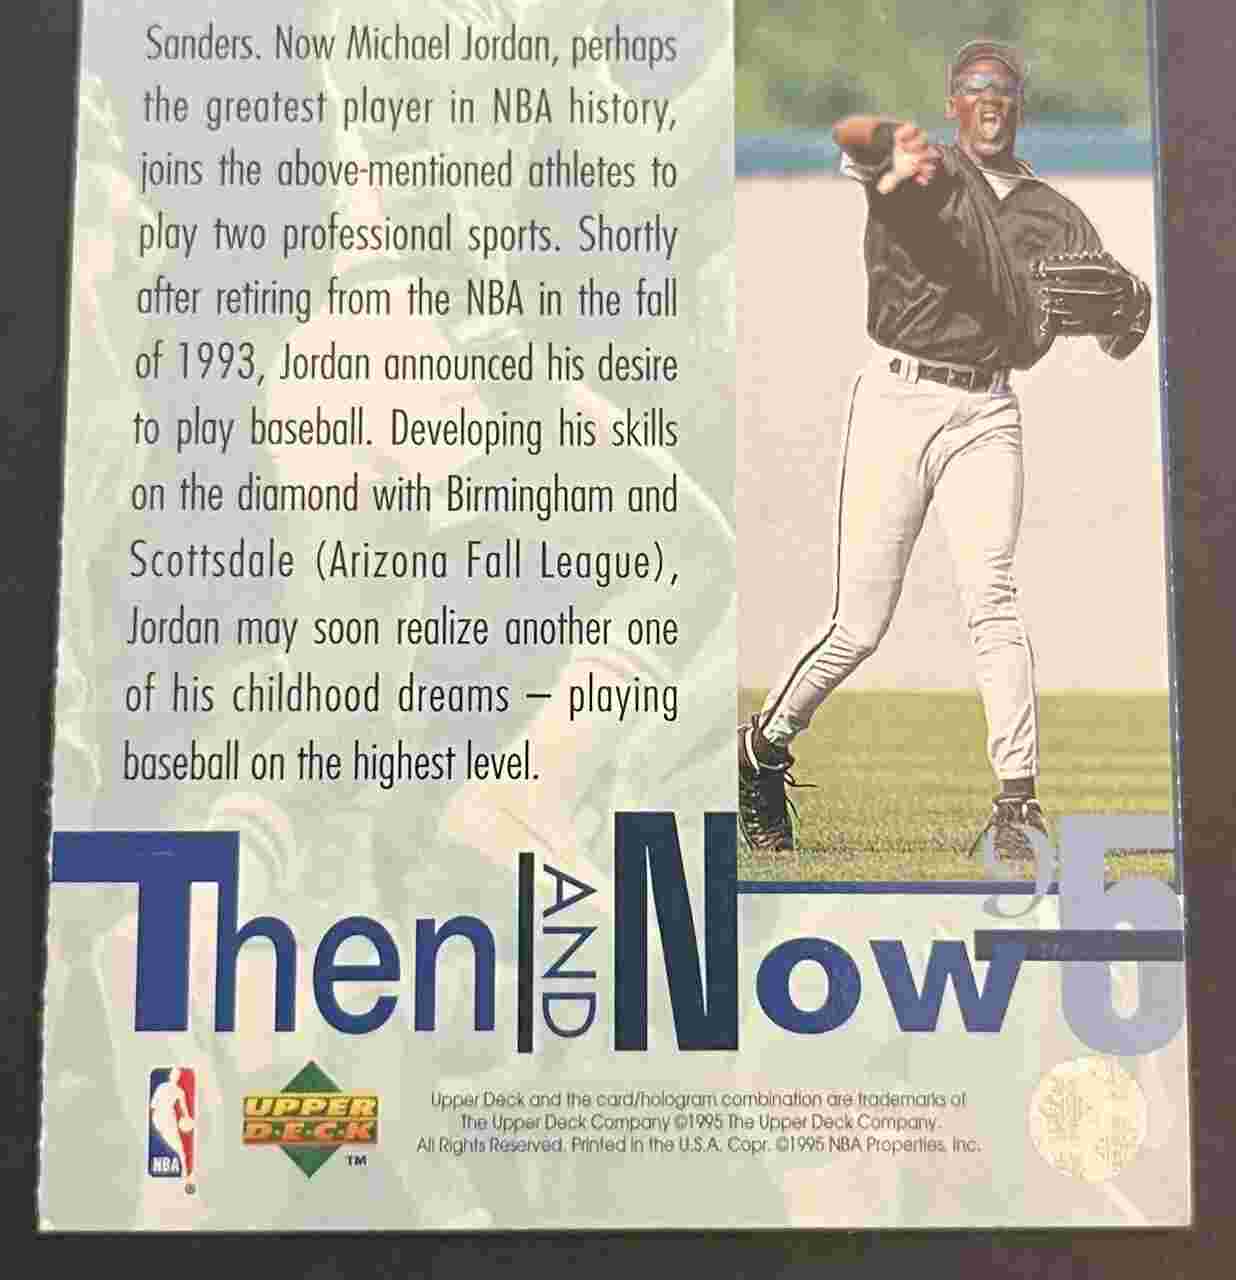 Sanders. Now Michael Jordan, perhaps
the greatest player in NBA history,
joins the above-mentioned athletes to
play two professional sports. Shortly
after retiring from the NBA in the fall
of 1993, Jordan announced his desire
to play baseball. Developing his skills
on the diamond with Birmingham and
Scottsdale (Arizona Fall League),
Jordan may soon realize another one
of his childhood dreams – playing
baseball on the highest level.
Then AND Now 95
NBA ®
UPPER
D·E·C·K
TM
Upper Deck and the card/hologram combination are trademarks of
The Upper Deck Company ©1995 The Upper Deck Company.
All Rights Reserved. Printed in the U.S.A. Copr. ©1995 NBA Properties, Inc.